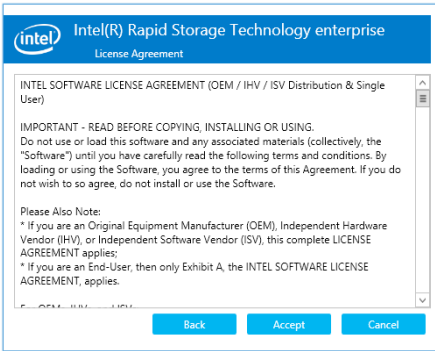 intel
Intel(R) Rapid Storage Technology enterprise
License Agreement
INTEL SOFTWARE LICENSE AGREEMENT (OEM / IHV / ISV Distribution & Single
User)
IMPORTANT - READ BEFORE COPYING, INSTALLING OR USING.
Do not use or load this software and any associated materials (collectively, the
"Software") until you have carefully read the following terms and conditions. By
loading or using the Software, you agree to the terms of this Agreement. If you do
not wish to so agree, do not install or use the Software.
Please Also Note:
* If you are an Original Equipment Manufacturer (OEM), Independent Hardware
Vendor (IHV), or Independent Software Vendor (ISV), this complete LICENSE
AGREEMENT applies;
* If you are an End-User, then only Exhibit A, the INTEL SOFTWARE LICENSE
AGREEMENT, applies.
Back Accept Cancel